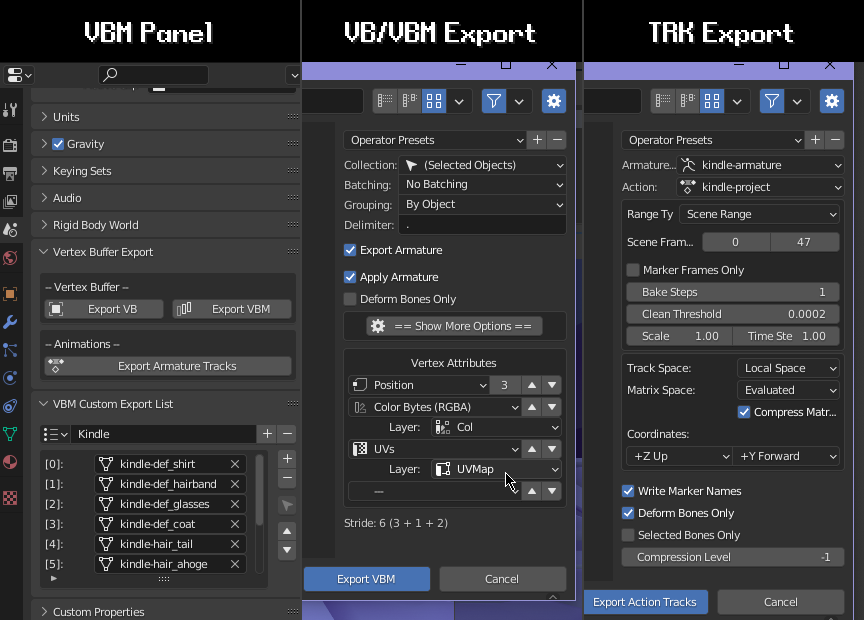 VBM Panel
Units
Gravity
Keying Sets
Audio
Rigid Body World
Vertex Buffer Export
-- Vertex Buffer --
Export VB
Export VBM
-- Animations --
Export Armature Tracks
VBM Custom Export List
Kindle
[0]: kindle-def_shirt
[1]: kindle-def_hairband
[2]: kindle-def_glasses
[3]: kindle-def_coat
[4]: kindle-hair_tail
[5]: kindle-hair_ahoge
Custom Properties
VB/VBM Export
Operator Presets
Collection: (Selected Objects)
Batching: No Batching
Grouping: By Object
Delimiter: .
Export Armature
Apply Armature
Deform Bones Only
== Show More Options ==
Vertex Attributes
Position 3
Color Bytes (RGBA)
Layer: Col
UVs
Layer: UVMap
---
Stride: 6 (3 + 1 + 2)
Export VBM
Cancel
TRK Export
Operator Presets
Armature... kindle-armature
Action: kindle-project
Range Ty Scene Range
Scene Fram... 0 47
Marker Frames Only
Bake Steps 1
Clean Threshold 0.0002
Scale 1.00 Time Ste 1.00
Track Space: Local Space
Matrix Space: Evaluated
Compress Matr...
Coordinates:
+Z Up +Y Forward
Write Marker Names
Deform Bones Only
Selected Bones Only
Compression Level -1
Export Action Tracks
Cancel